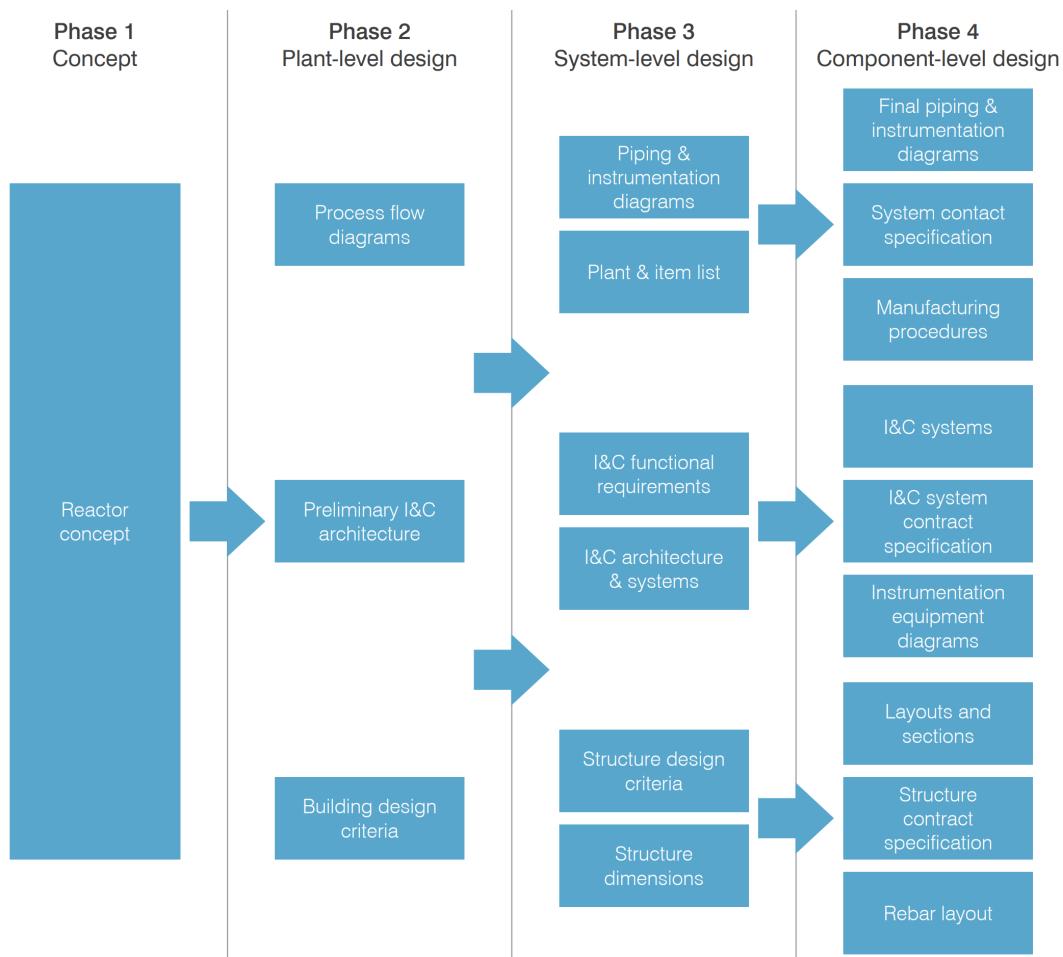 Phase 1
Concept
Phase 2
Plant-level design
Phase 3
System-level design
Phase 4
Component-level design
Reactor
concept
Process flow
diagrams
Preliminary I&C
architecture
Building design
criteria
Piping &
instrumentation
diagrams
Plant & item list
I&C functional
requirements
I&C architecture
& systems
Structure design
criteria
Structure
dimensions
Final piping &
instrumentation
diagrams
System contact
specification
Manufacturing
procedures
I&C systems
I&C system
contract
specification
Instrumentation
equipment
diagrams
Layouts and
sections
Structure
contract
specification
Rebar layout